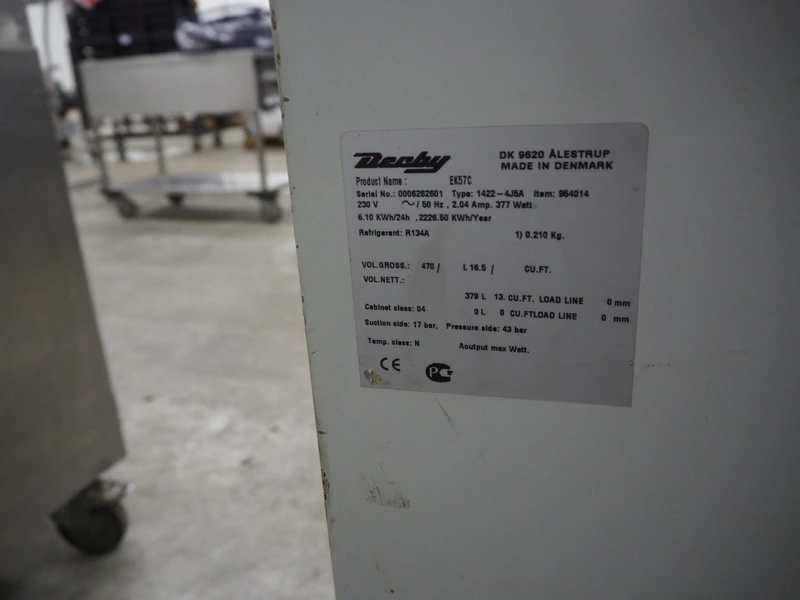 Derby
DK 9620 ÅLESTRUP
MADE IN DENMARK
Product Name : EK57C
Serial No.: 0006262601 Type: 1422-4J5A Item: 954014
230 V ~/ 50 Hz , 2.04 Amp. 377 Watt
6.10 KWh/24h ,2226.50 KWh/Year
Refrigerant: R134A 1) 0.210 Kg.
VOL.GROSS.: 470 / L 16.5 / CU.FT.
VOL.NETT.:
379 L 13. CU.FT. LOAD LINE 0 mm
Cabinet class: 04 0 L 0 CU.FTLOAD LINE 0 mm
Suction side: 17 bar, Pressure side: 43 bar
Temp. class: N Aoutput max Watt.
CE PG